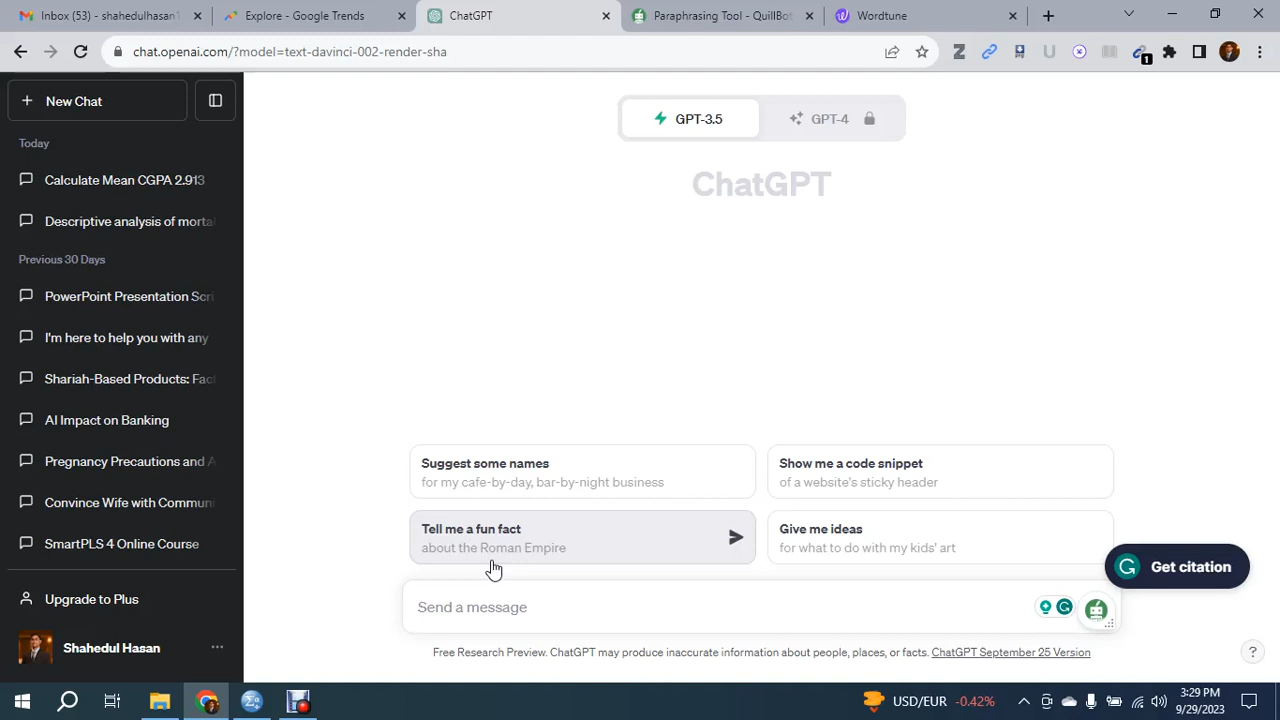 Inbox (53) - shahedulhasan1
Explore - Google Trends
ChatGPT
Paraphrasing Tool - QuillBot
Wordtune
chat.openai.com/?model=text-davinci-002-render-sha
1
New Chat
Today
Calculate Mean CGPA 2.913
Descriptive analysis of morta
Previous 30 Days
PowerPoint Presentation Scri
I'm here to help you with any
Shariah-Based Products: Fac
AI Impact on Banking
Pregnancy Precautions and A
Convince Wife with Commun
SmartPLS 4 Online Course
Upgrade to Plus
Shahedul Hasan
GPT-3.5
GPT-4
ChatGPT
Suggest some names
for my cafe-by-day, bar-by-night business
Show me a code snippet
of a website's sticky header
Tell me a fun fact
about the Roman Empire
Give me ideas
for what to do with my kids' art
Get citation
Send a message
Free Research Preview. ChatGPT may produce inaccurate information about people, places, or facts. ChatGPT September 25 Version
?
USD/EUR -0.42%
3:29 PM
9/29/2023